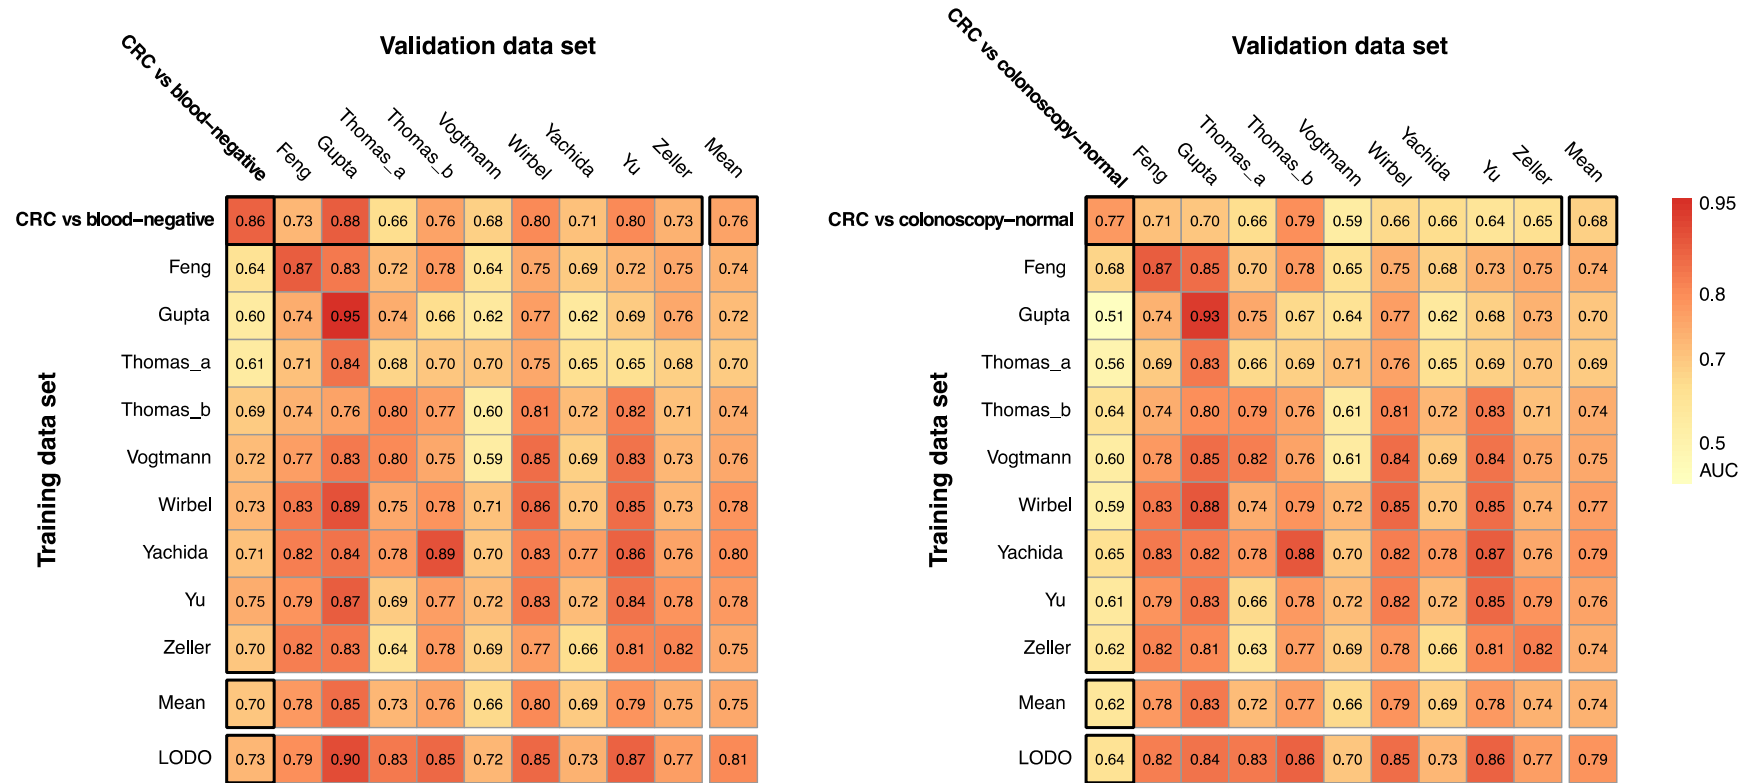 Validation data set
CRC vs blood−negative Feng Gupta Thomas_a Thomas_b Vogtmann Wirbel Yachida Yu Zeller Mean
CRC vs blood−negative 0.86 0.73 0.88 0.66 0.76 0.68 0.80 0.71 0.80 0.73 0.76
Feng 0.64 0.87 0.83 0.72 0.78 0.64 0.75 0.69 0.72 0.75 0.74
Gupta 0.60 0.74 0.95 0.74 0.66 0.62 0.77 0.62 0.69 0.76 0.72
Thomas_a 0.61 0.71 0.84 0.68 0.70 0.70 0.75 0.65 0.65 0.68 0.70
Thomas_b 0.69 0.74 0.76 0.80 0.77 0.60 0.81 0.72 0.82 0.71 0.74
Vogtmann 0.72 0.77 0.83 0.80 0.75 0.59 0.85 0.69 0.83 0.73 0.76
Wirbel 0.73 0.83 0.89 0.75 0.78 0.71 0.86 0.70 0.85 0.73 0.78
Yachida 0.71 0.82 0.84 0.78 0.89 0.70 0.83 0.77 0.86 0.76 0.80
Yu 0.75 0.79 0.87 0.69 0.77 0.72 0.83 0.72 0.84 0.78 0.78
Zeller 0.70 0.82 0.83 0.64 0.78 0.69 0.77 0.66 0.81 0.82 0.75
Mean 0.70 0.78 0.85 0.73 0.76 0.66 0.80 0.69 0.79 0.75 0.75
LODO 0.73 0.79 0.90 0.83 0.85 0.72 0.85 0.73 0.87 0.77 0.81
Training data set
Validation data set
CRC vs colonoscopy−normal Feng Gupta Thomas_a Thomas_b Vogtmann Wirbel Yachida Yu Zeller Mean
CRC vs colonoscopy−normal 0.77 0.71 0.70 0.66 0.79 0.59 0.66 0.66 0.64 0.65 0.68
Feng 0.68 0.87 0.85 0.70 0.78 0.65 0.75 0.68 0.73 0.75 0.74
Gupta 0.51 0.74 0.93 0.75 0.67 0.64 0.77 0.62 0.68 0.73 0.70
Thomas_a 0.56 0.69 0.83 0.66 0.69 0.71 0.76 0.65 0.69 0.70 0.69
Thomas_b 0.64 0.74 0.80 0.79 0.76 0.61 0.81 0.72 0.83 0.71 0.74
Vogtmann 0.60 0.78 0.85 0.82 0.76 0.61 0.84 0.69 0.84 0.75 0.75
Wirbel 0.59 0.83 0.88 0.74 0.79 0.72 0.85 0.70 0.85 0.74 0.77
Yachida 0.65 0.83 0.82 0.78 0.88 0.70 0.82 0.78 0.87 0.76 0.79
Yu 0.61 0.79 0.83 0.66 0.78 0.72 0.82 0.72 0.85 0.79 0.76
Zeller 0.62 0.82 0.81 0.63 0.77 0.69 0.78 0.66 0.81 0.82 0.74
Mean 0.62 0.78 0.83 0.72 0.77 0.66 0.79 0.69 0.78 0.74 0.74
LODO 0.64 0.82 0.84 0.83 0.86 0.70 0.85 0.73 0.86 0.77 0.79
Training data set
0.95
0.8
0.7
0.5
AUC